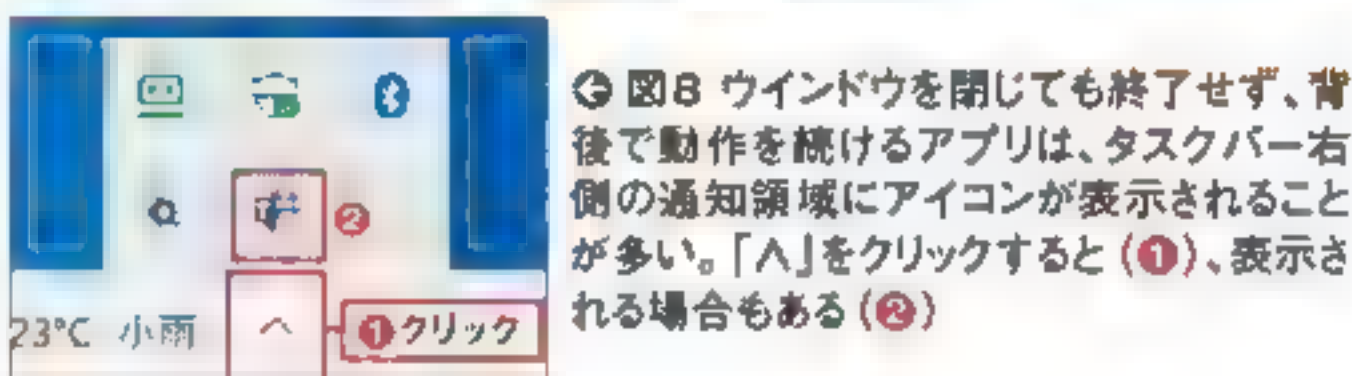 23℃ 小雨
^
❶クリック
❷
図8 ウインドウを閉じても終了せず、背
後で動作を続けるアプリは、タスクバー右
側の通知領域にアイコンが表示されること
が多い。「ヘ」をクリックすると(❶)、表示さ
れる場合もある(❷)